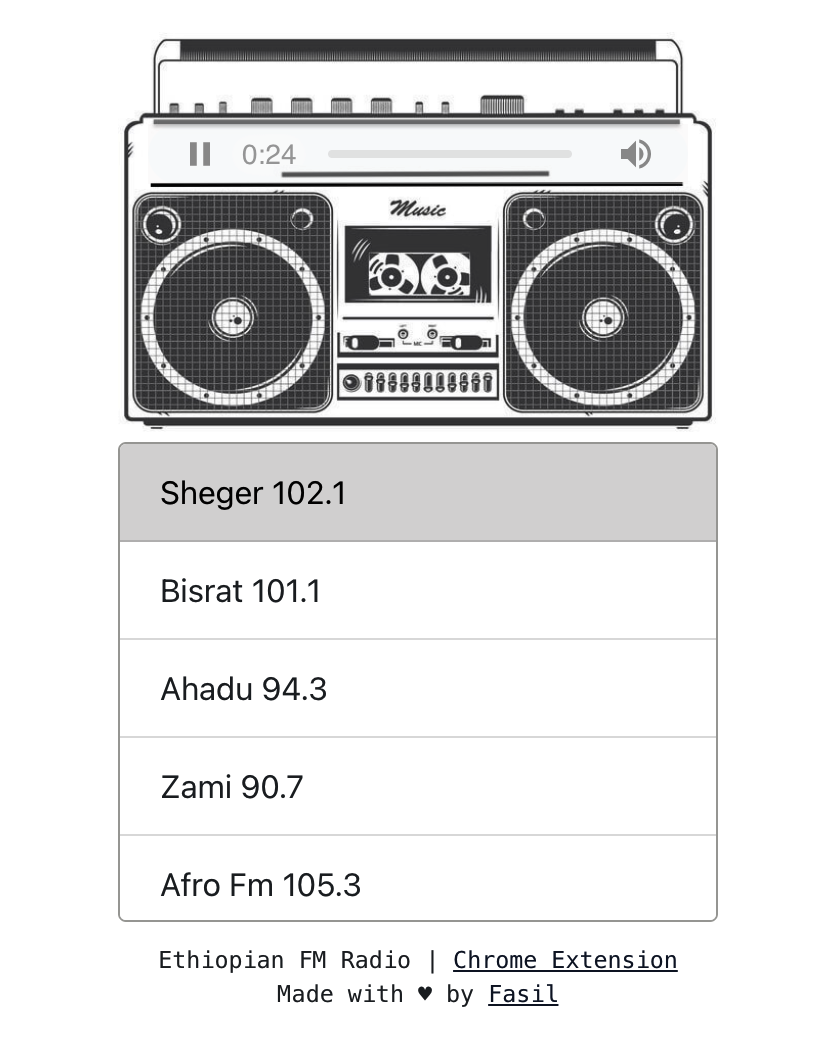 0:24
Music
MIC
Sheger 102.1
Bisrat 101.1
Ahadu 94.3
Zami 90.7
Afro Fm 105.3
Ethiopian FM Radio | Chrome Extension
Made with ♥ by Fasil